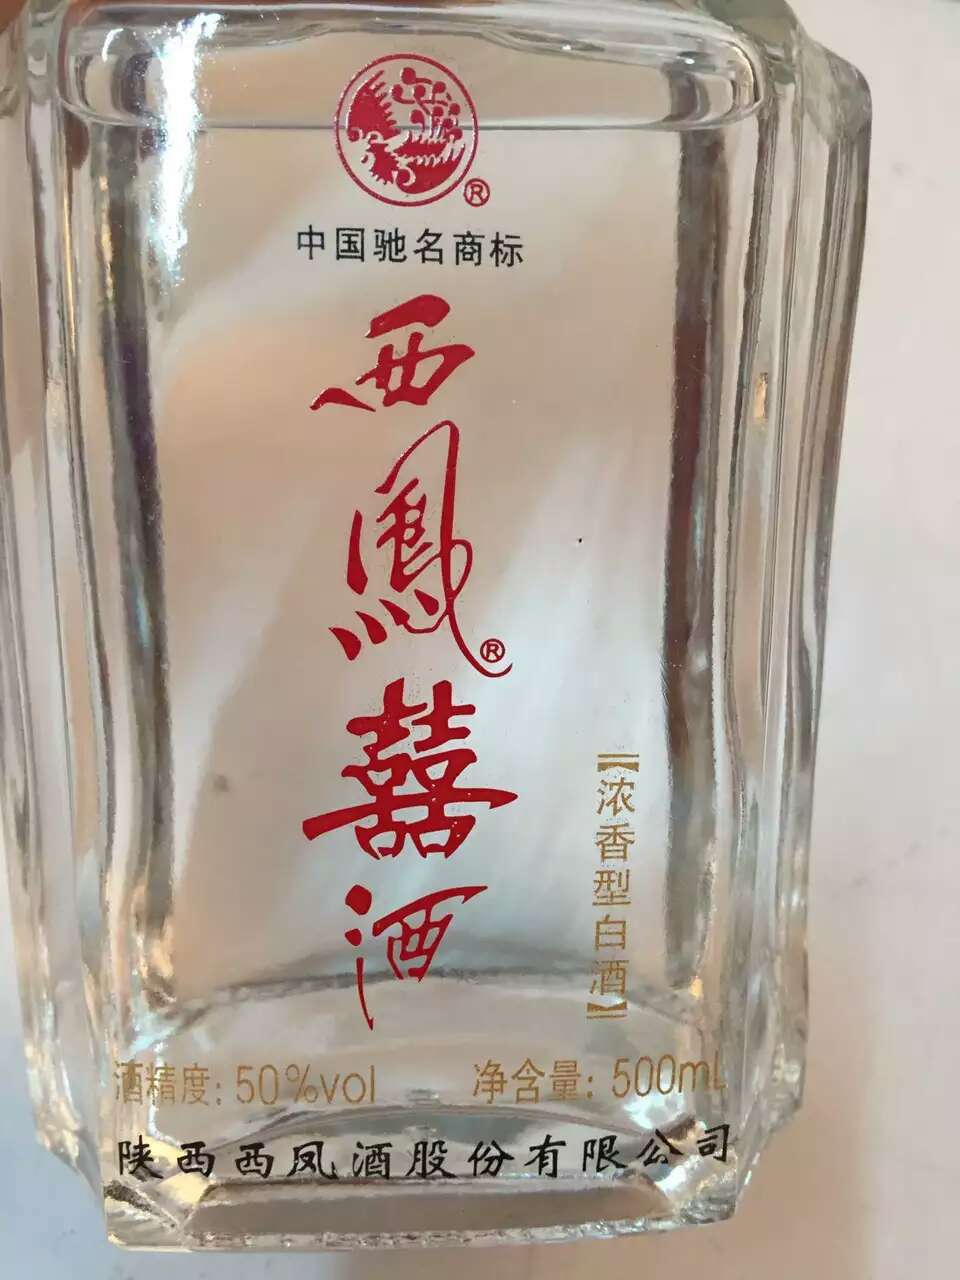 ®
中国驰名商标
西鳳®囍酒
【浓香型白酒】
酒精度: 50%vol
净含量: 500mL
陕西西凤酒股份有限公司